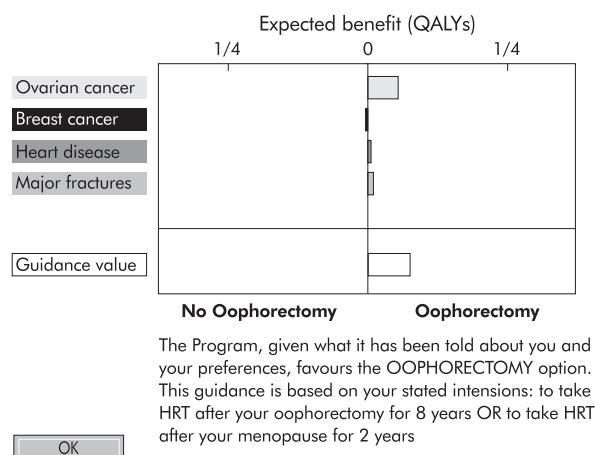 Expected benefit (QALYs)
1/4 0 1/4
Ovarian cancer
Breast cancer
Heart disease
Major fractures
Guidance value
No Oophorectomy Oophorectomy
The Program, given what it has been told about you and
your preferences, favours the OOPHORECTOMY option.
This guidance is based on your stated intensions: to take
HRT after your oophorectomy for 8 years OR to take HRT
after your menopause for 2 years
OK